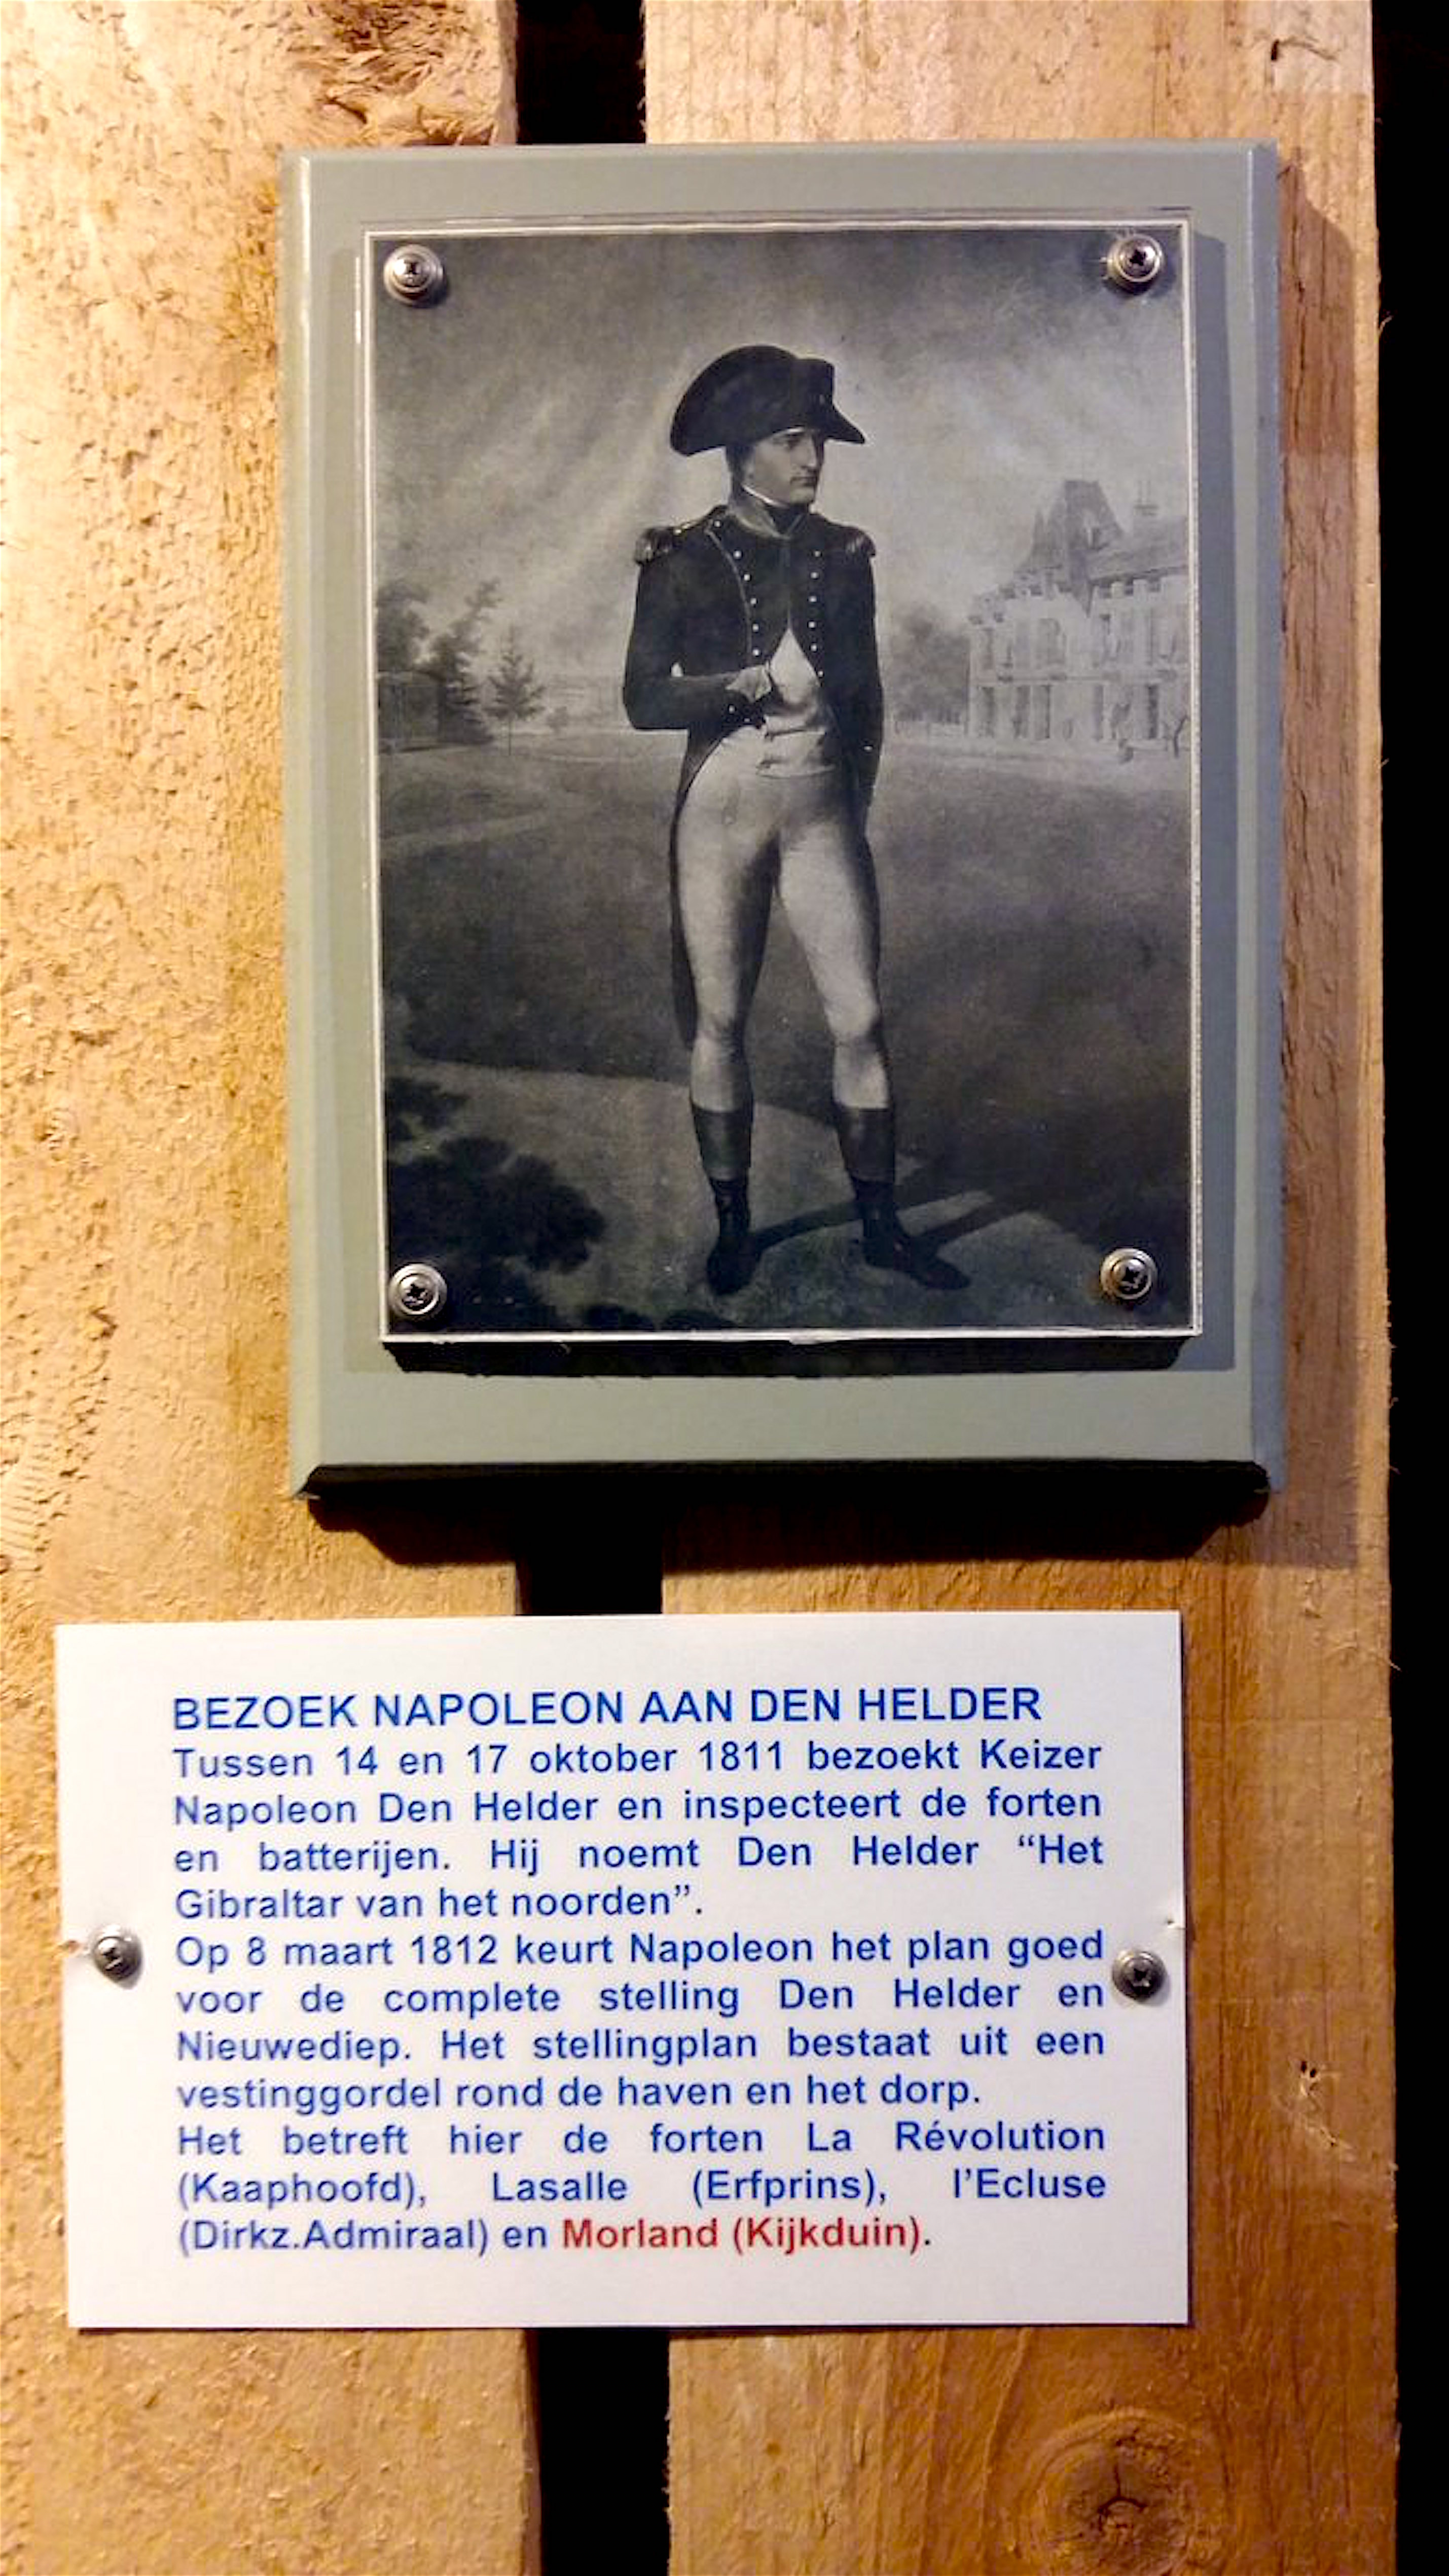 BEZOEK NAPOLEON AAN DEN HELDER
Tussen 14 en 17 oktober 1811 bezoekt Keizer
Napoleon Den Helder en inspecteert de forten
en batterijen. Hij noemt Den Helder “Het
Gibraltar van het noorden”.
Op 8 maart 1812 keurt Napoleon het plan goed
voor de complete stelling Den Helder en
Nieuwediep. Het stellingplan bestaat uit een
vestinggordel rond de haven en het dorp.
Het betreft hier de forten La Révolution
(Kaaphoofd), Lasalle (Erfprins), l’Ecluse
(Dirkz.Admiraal) en Morland (Kijkduin).